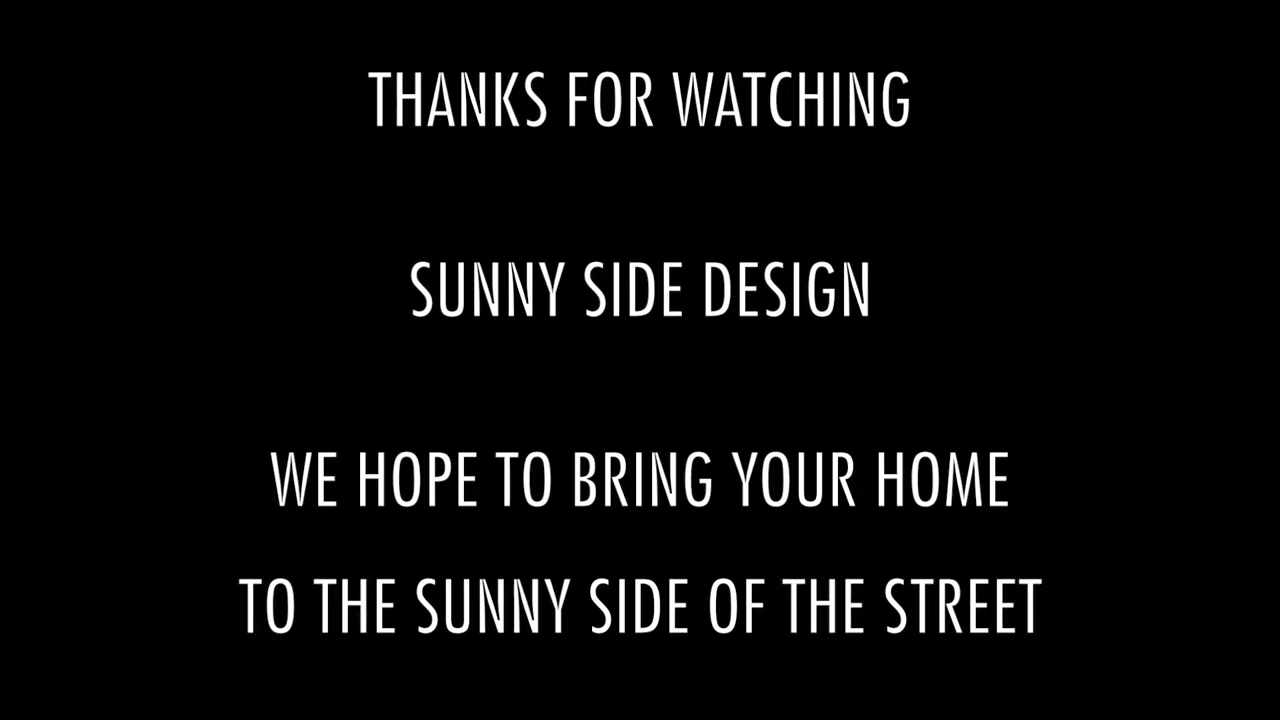 THANKS FOR WATCHING
SUNNY SIDE DESIGN
WE HOPE TO BRING YOUR HOME
TO THE SUNNY SIDE OF THE STREET